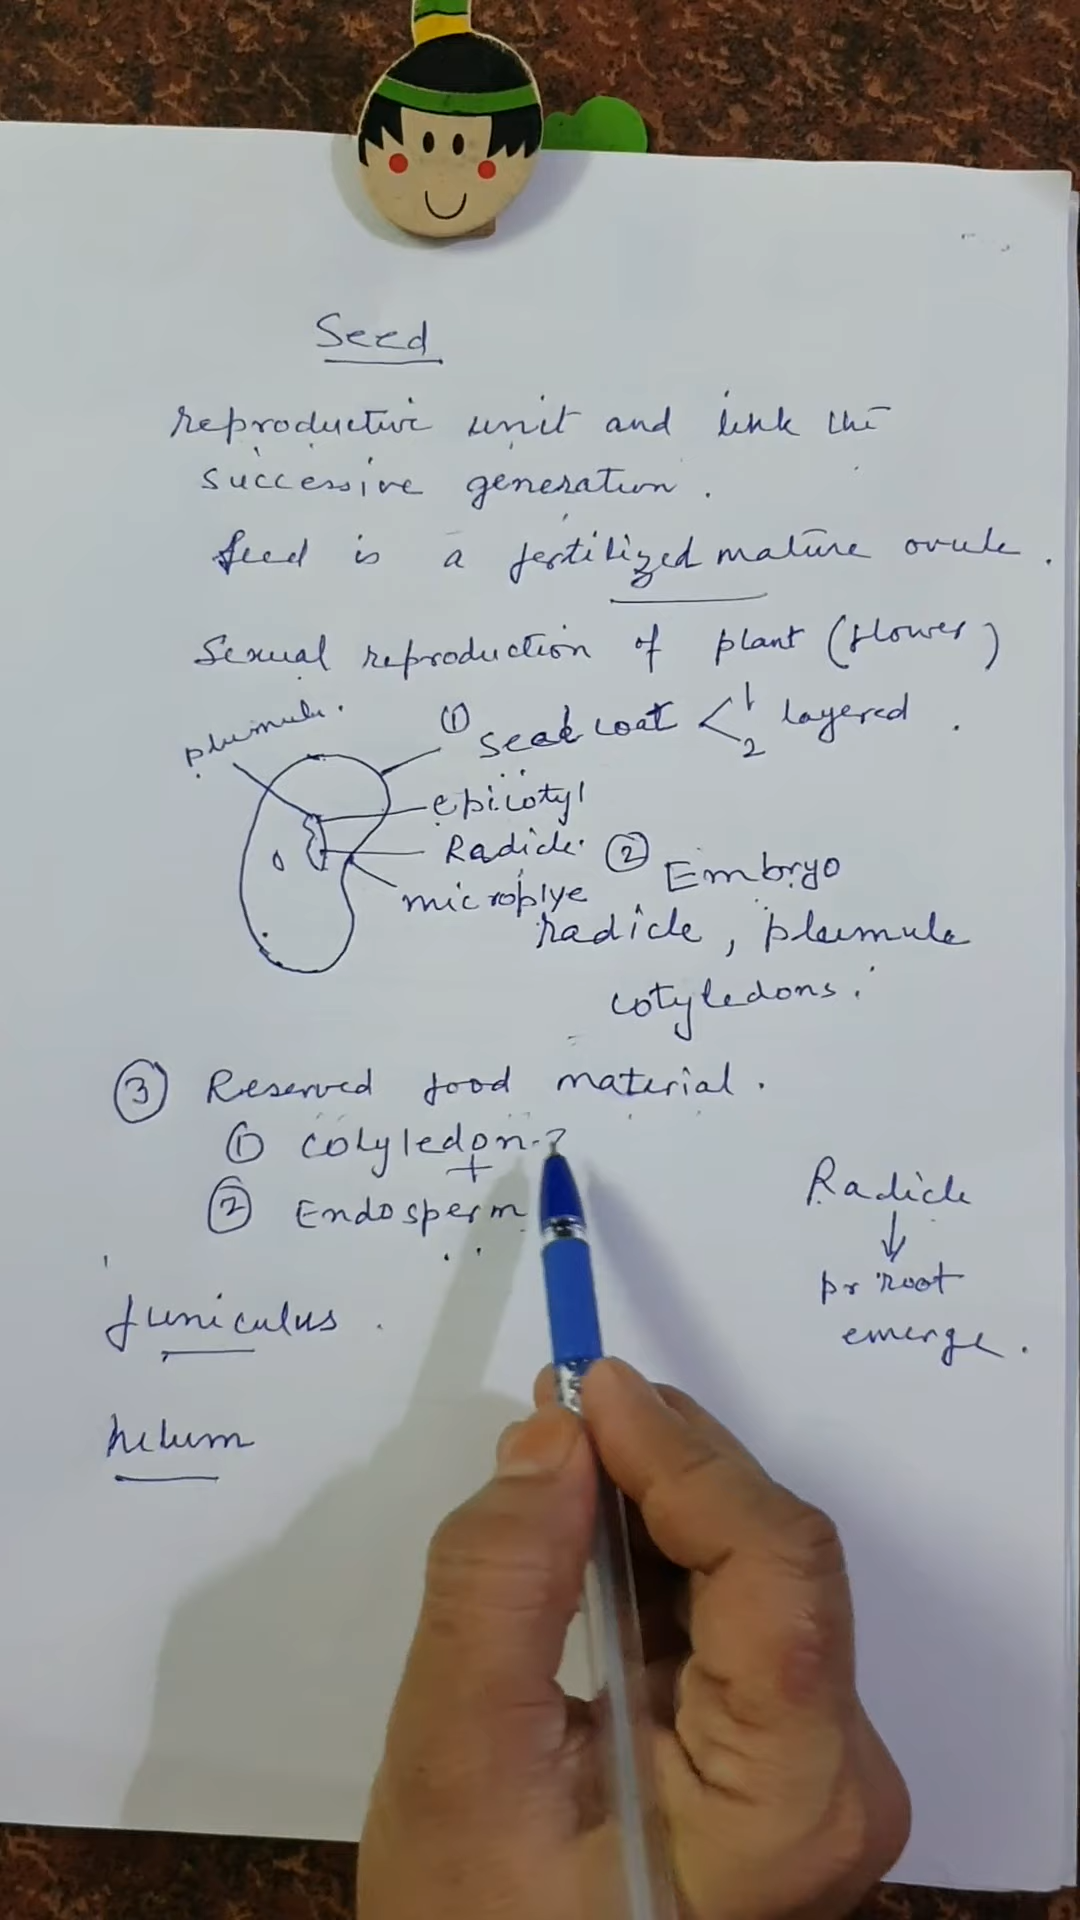 Seed
reproductive unit and link the
successive generation.
Seed is a fertilized mature ovule.
Sexual reproduction of plant (flower)
plumule.
① Seed coat < 1 2 layered.
epicotyl
Radicle.
② Embryo
microplye
radicle, plumule
cotyledons.
③ Reserved food material.
① cotyledon-2
+
② Endosperm
Radicle
↓
pr root
emerge.
funiculus.
hilum